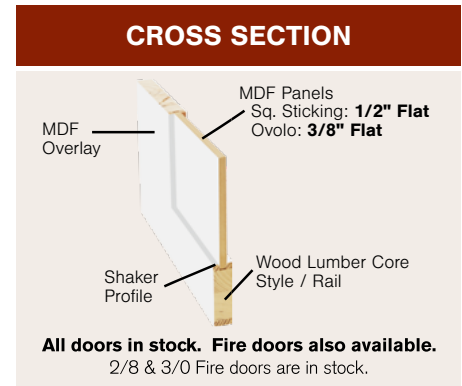 CROSS SECTION
MDF Panels
Sq. Sticking: 1/2" Flat
Ovolo: 3/8" Flat
MDF
Overlay
Wood Lumber Core
Style / Rail
Shaker
Profile
All doors in stock. Fire doors also available.
2/8 & 3/0 Fire doors are in stock.